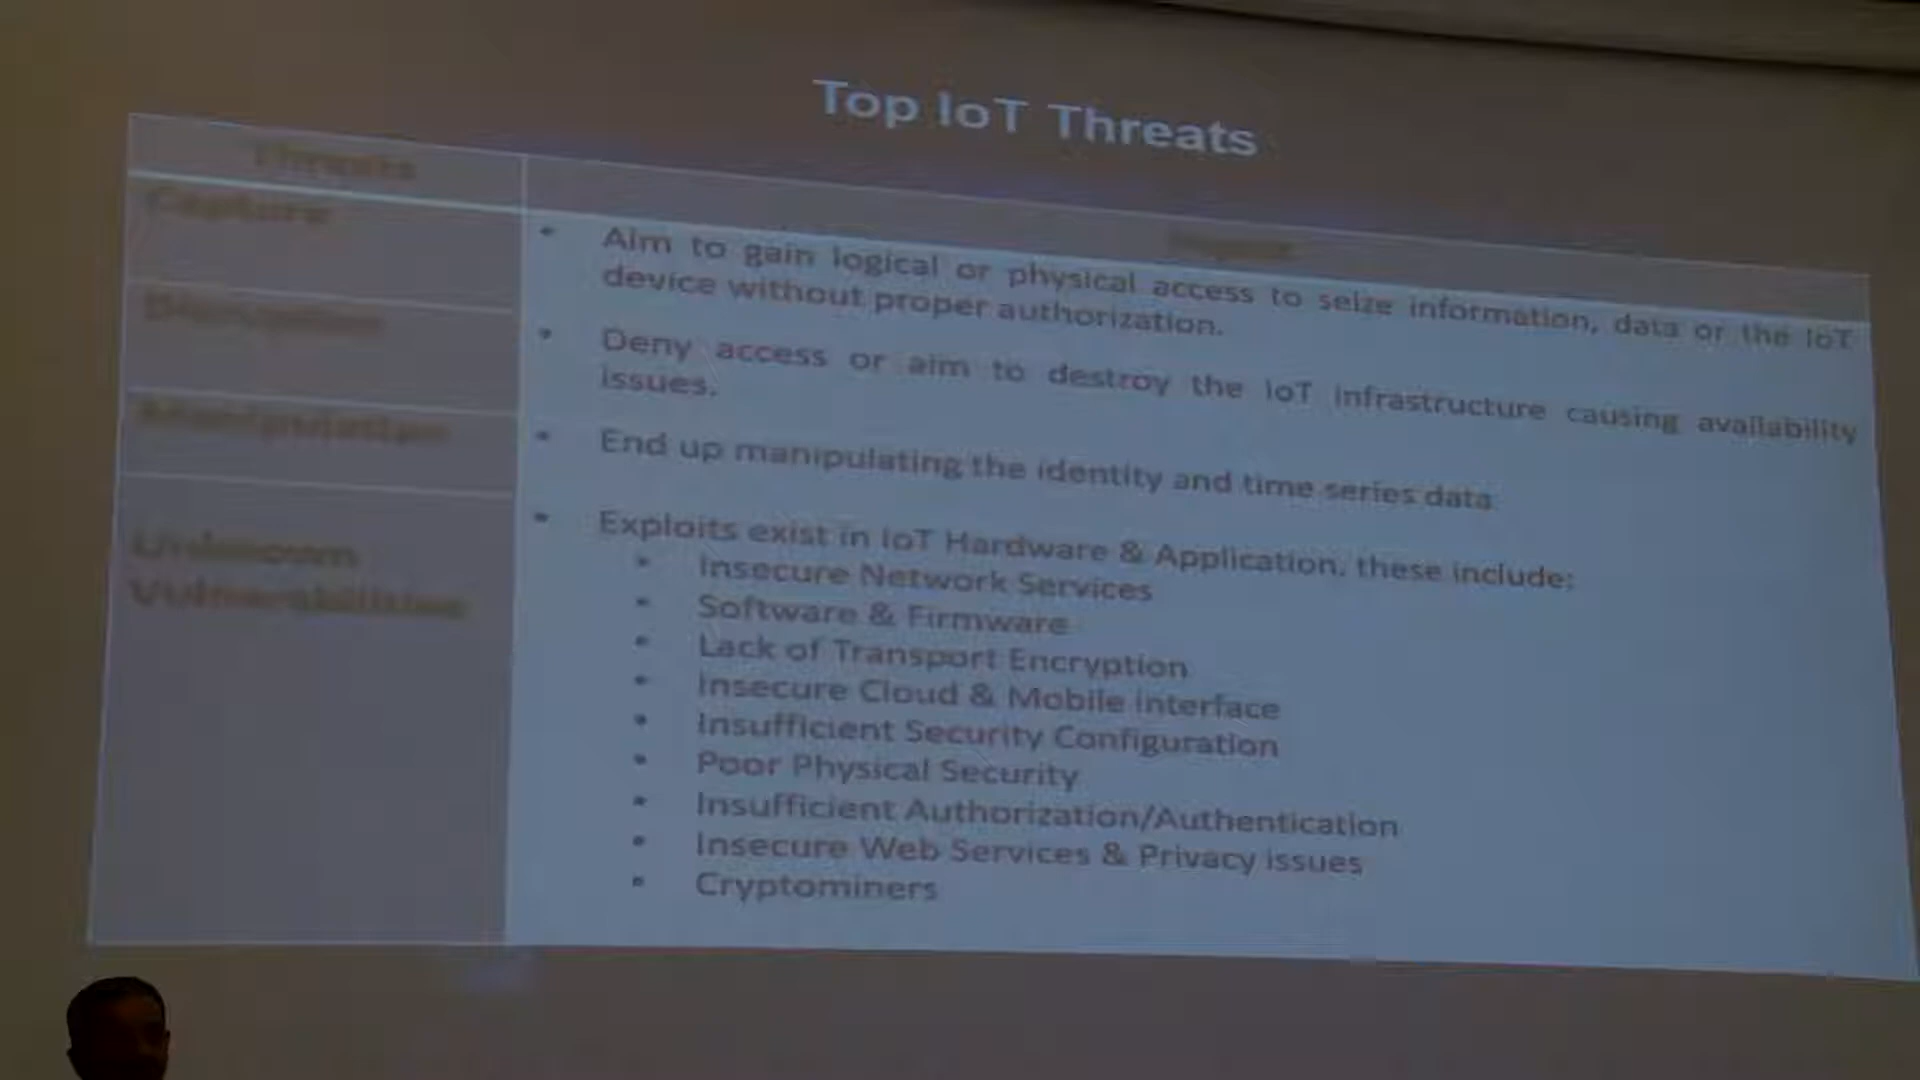 Top IoT Threats
Threats
Impact
Capture
Aim to gain logical or physical access to seize information, data or the IoT
device without proper authorization.
Disruption
Deny access or aim to destroy the IoT infrastructure causing availability
issues.
Manipulation
End up manipulating the identity and time series data
Unknown
Vulnerabilities
Exploits exist in IoT Hardware & Application, these include:
Insecure Network Services
Software & Firmware
Lack of Transport Encryption
Insecure Cloud & Mobile interface
Insufficient Security Configuration
Poor Physical Security
Insufficient Authorization/Authentication
Insecure Web Services & Privacy issues
Cryptominers